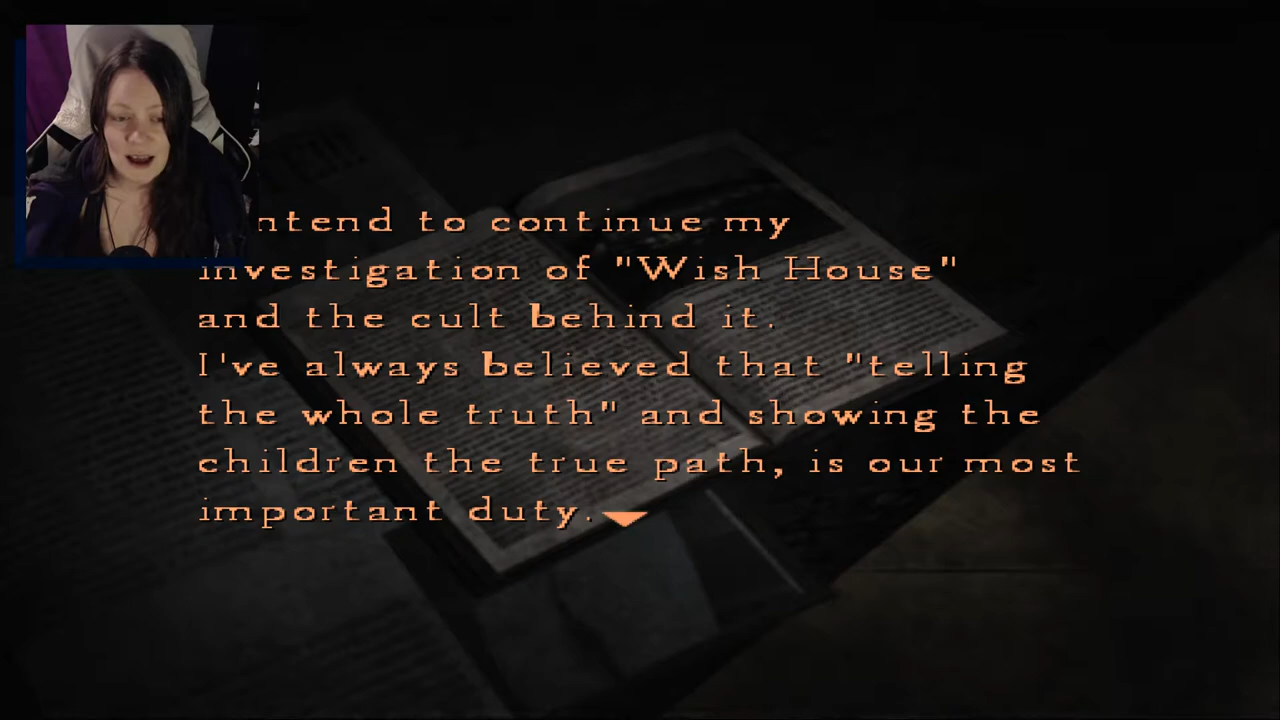 ntend to continue my
investigation of "Wish House"
and the cult behind it.
I've always believed that "telling
the whole truth" and showing the
children the true path, is our most
important duty.